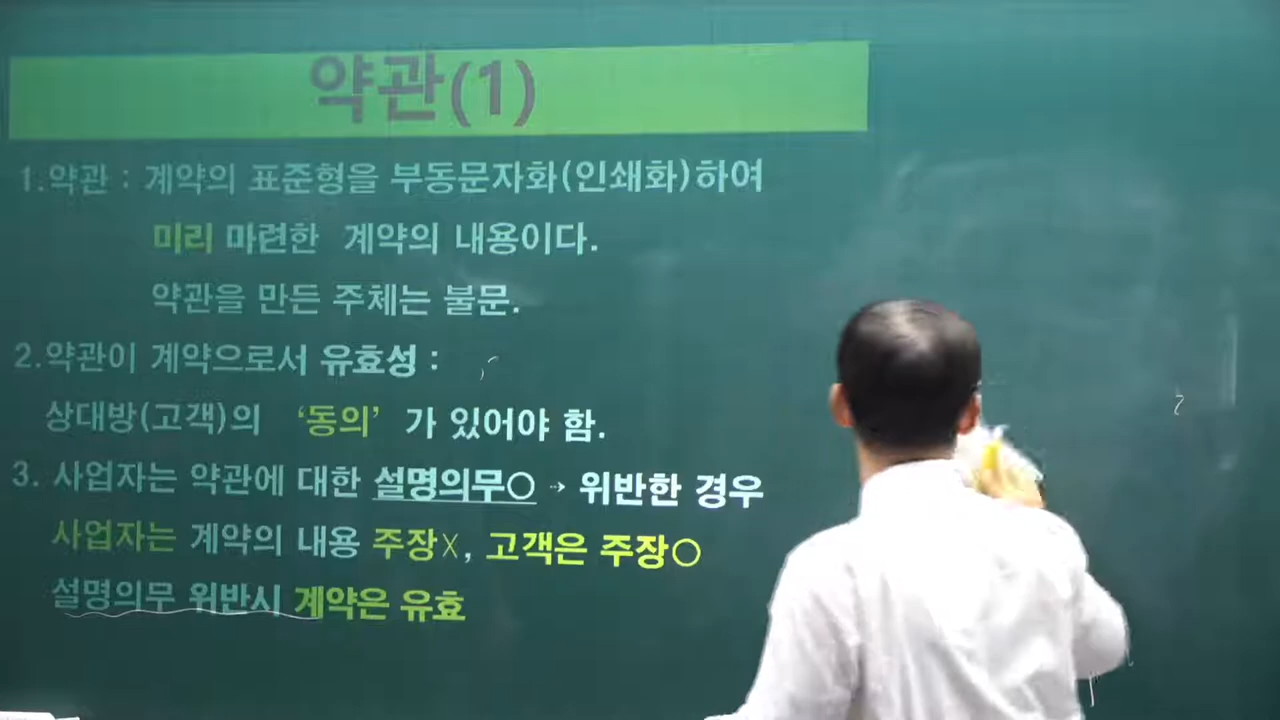 약관(1)
1.약관 : 계약의 표준형을 부동문자화(인쇄화)하여
미리 마련한 계약의 내용이다.
약관을 만든 주체는 불문.
2.약관이 계약으로서 유효성 :
상대방(고객)의 ‘동의’ 가 있어야 함.
3. 사업자는 약관에 대한 설명의무○ → 위반한 경우
사업자는 계약의 내용 주장X, 고객은 주장○
설명의무 위반시 계약은 유효